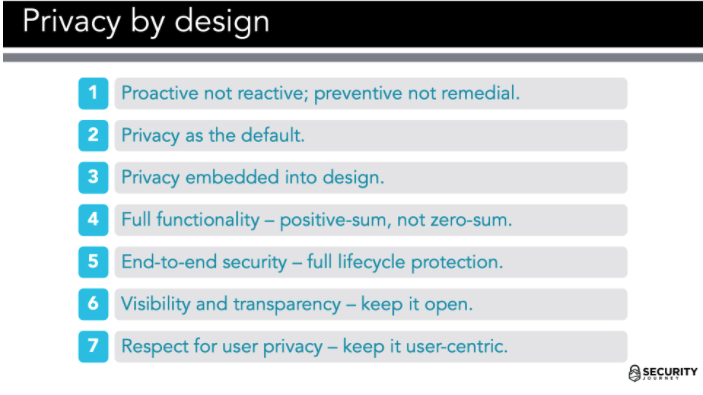 Privacy by design
1 Proactive not reactive; preventive not remedial.
2 Privacy as the default.
3 Privacy embedded into design.
4 Full functionality – positive-sum, not zero-sum.
5 End-to-end security – full lifecycle protection.
6 Visibility and transparency – keep it open.
7 Respect for user privacy – keep it user-centric.
SECURITY
JOURNEY